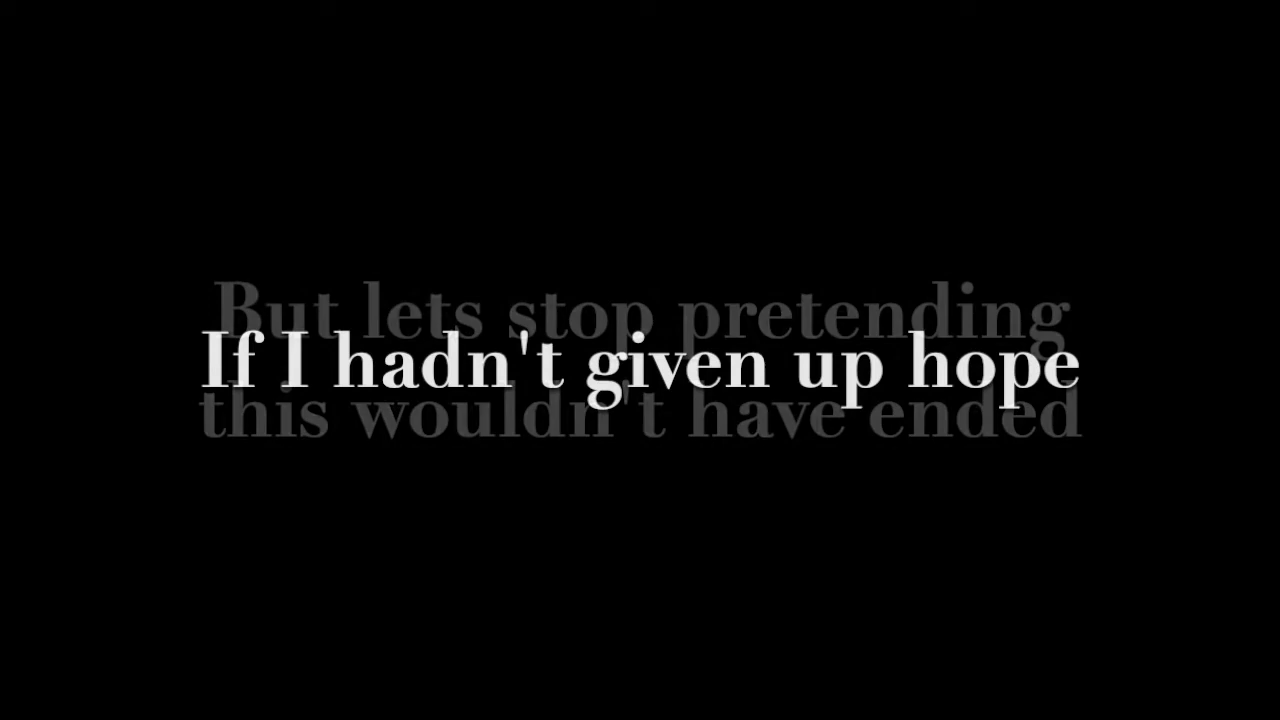 But lets stop pretending
If I hadn't given up hope
this wouldn't have ended